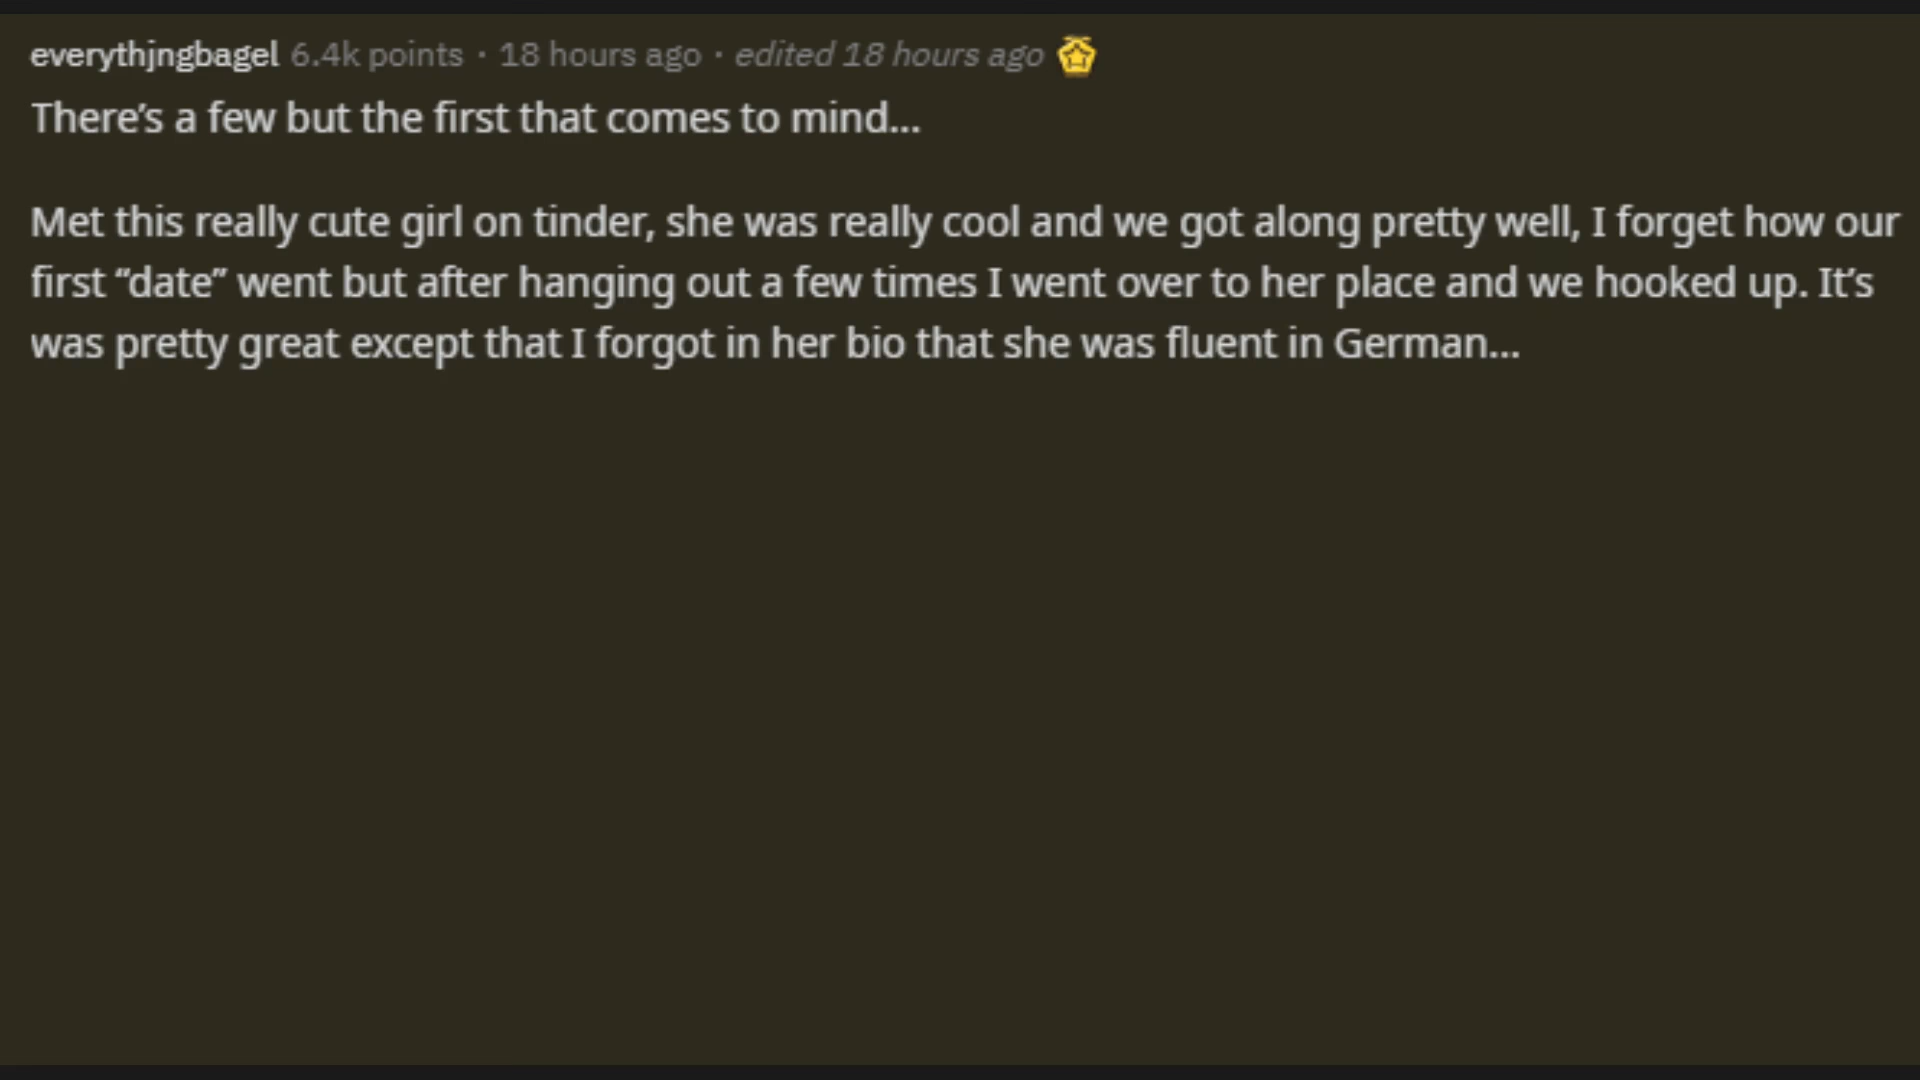 everythjngbagel 6.4k points · 18 hours ago · edited 18 hours ago
There’s a few but the first that comes to mind...
Met this really cute girl on tinder, she was really cool and we got along pretty well, I forget how our
first “date” went but after hanging out a few times I went over to her place and we hooked up. It’s
was pretty great except that I forgot in her bio that she was fluent in German...